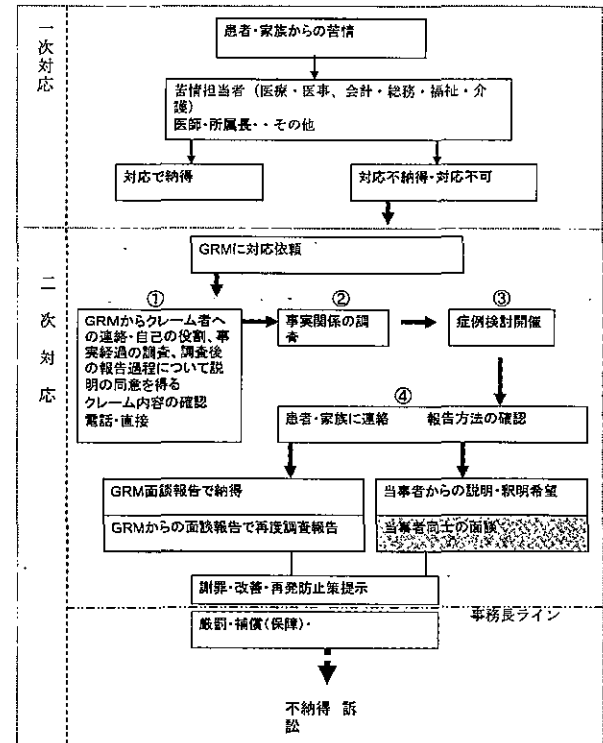 一次対応
患者・家族からの苦情
苦情担当者（医療・医事、会計・総務・福祉・介
護）
医師・所属長・・その他
対応で納得
対応不納得・対応不可
二次対応
GRMに対応依頼
①
GRMからクレーム者へ
の連絡・自己の役割、事
実経過の調査、調査後
の報告過程について説
明の同意を得る
クレーム内容の確認
電話・直接
②
事実関係の調
査
③
症例検討開催
④
患者・家族に連絡 報告方法の確認
GRM面談報告で納得
GRMからの面談報告で再度調査報告
当事者からの説明・釈明希望
当事者同士の面談
謝罪・改善・再発防止策提示
事務長ライン
厳罰・補償(保障)・
不納得 訴
訟